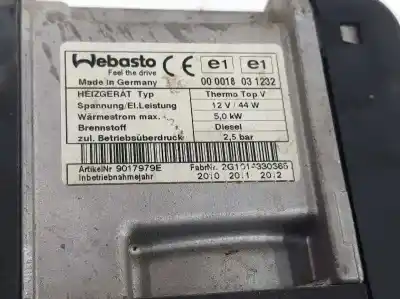 Webasto CE e1 e1
Feel the drive
Made in Germany 00 0018 03 1232
HEIZGERÄT Typ Thermo Top V
Spannung/El.Leistung 12 V / 44 W
Wärmestrom max. 5,0 kW
Brennstoff Diesel
zul. Betriebsüberdruck 2,5 bar
ArtikelNr 9017979E FabrNr.
Inbetriebnahmejahr 2010 2011 2012